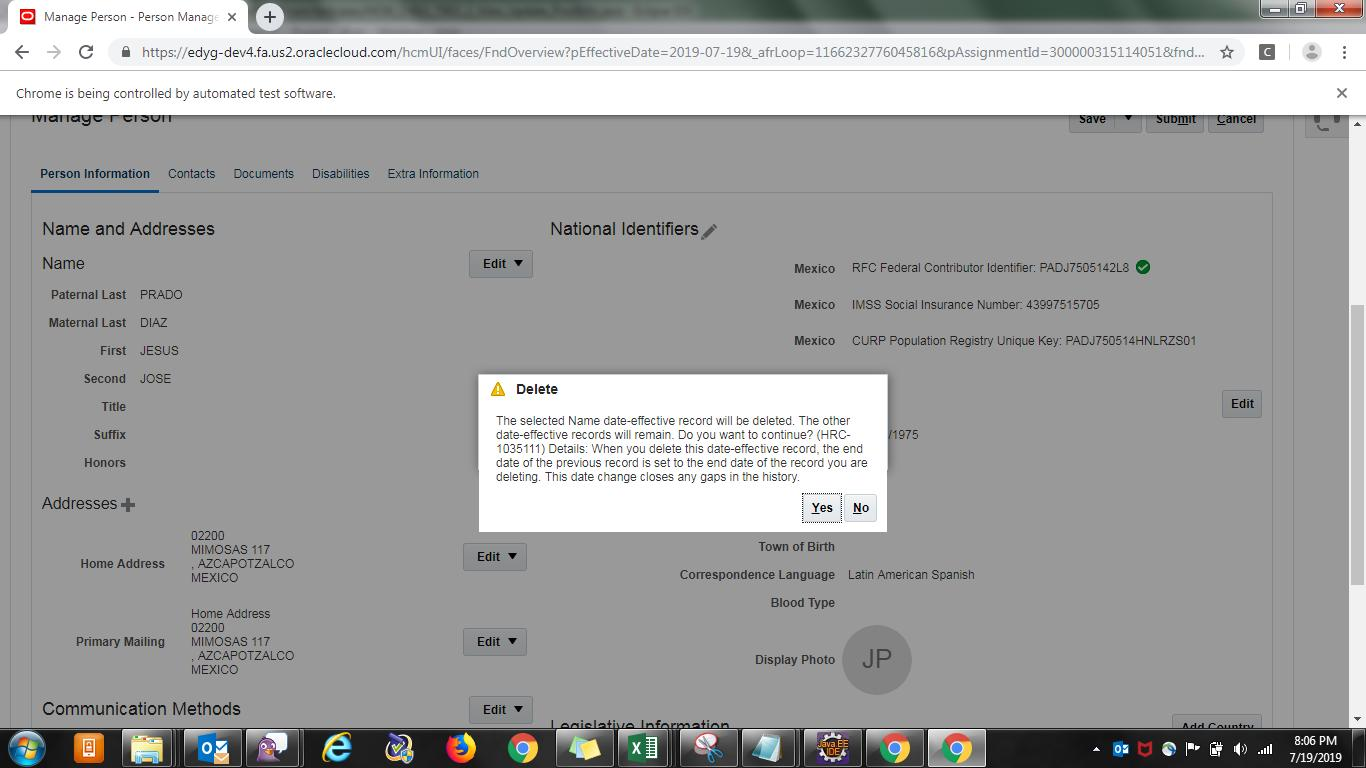 Manage Person - Person Manage
https://edyg-dev4.fa.us2.oraclecloud.com/hcmUI/faces/FndOverview?pEffectiveDate=2019-07-19&_afrLoop=1166232776045816&pAssignmentId=300000315114051&fnd...
C
Chrome is being controlled by automated test software.
Manage Person
Save
Submit
Cancel
Person Information
Contacts
Documents
Disabilities
Extra Information
Name and Addresses
Name
Edit
Paternal Last PRADO
Maternal Last DIAZ
First JESUS
Second JOSE
Title
Suffix
Honors
Addresses
Home Address
02200
MIMOSAS 117
, AZCAPOTZALCO
MEXICO
Edit
Primary Mailing
Home Address
02200
MIMOSAS 117
, AZCAPOTZALCO
MEXICO
Edit
Communication Methods
Edit
National Identifiers
Mexico RFC Federal Contributor Identifier: PADJ7505142L8
Mexico IMSS Social Insurance Number: 43997515705
Mexico CURP Population Registry Unique Key: PADJ750514HNLRZS01
Edit
/1975
Delete
The selected Name date-effective record will be deleted. The other
date-effective records will remain. Do you want to continue? (HRC-
1035111) Details: When you delete this date-effective record, the end
date of the previous record is set to the end date of the record you are
deleting. This date change closes any gaps in the history.
Yes
No
Town of Birth
Correspondence Language Latin American Spanish
Blood Type
Display Photo JP
Legislative Information
Add Country
Java EE
IDE
8:06 PM
7/19/2019